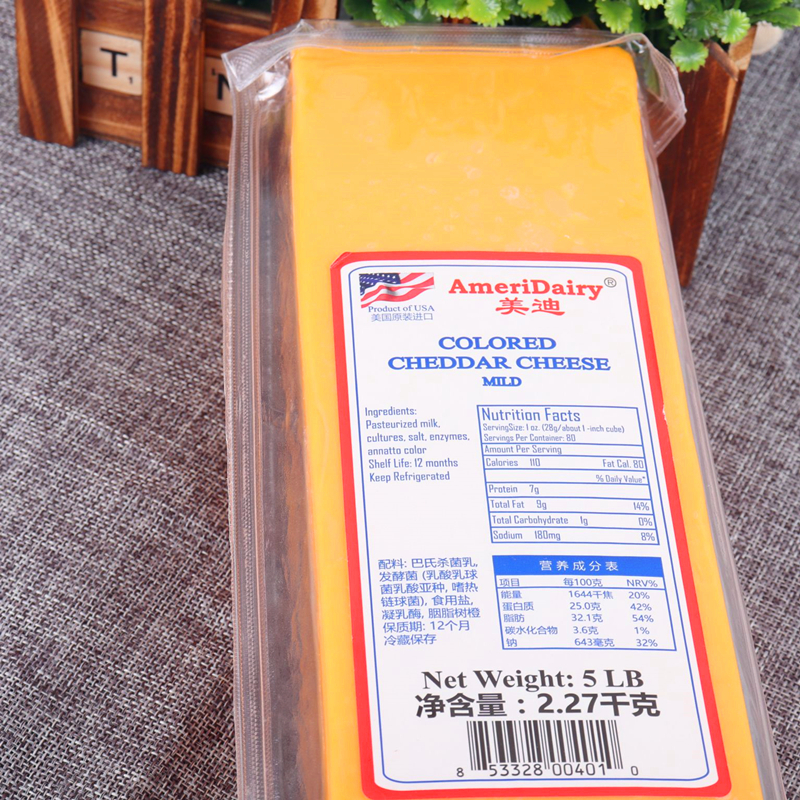 T₁
N
Product of USA
美国原装进口
AmeriDairy®
美迪
COLORED
CHEDDAR CHEESE
MILD
Ingredients:
Pasteurized milk,
cultures, salt, enzymes,
annatto color
Shelf Life: 12 months
Keep Refrigerated
Nutrition Facts
ServingSize: 1 oz. (28g/about 1 -inch cube)
Servings Per Container: 80
Amount Per Serving
Calories 110 Fat Cal. 80
% Daily Value*
Protein 7g
Total Fat 9g 14%
Total Carbohydrate 1g 0%
Sodium 180mg 8%
配料: 巴氏杀菌乳,
发酵菌 (乳酸乳球
菌乳酸亚种, 嗜热
链球菌), 食用盐,
凝乳酶, 胭脂树橙
保质期: 12个月
冷藏保存
营养成分表
项目 每100克 NRV%
能量 1644千焦 20%
蛋白质 25.0克 42%
脂肪 32.1克 54%
碳水化合物 3.6克 1%
钠 643毫克 32%
Net Weight: 5 LB
净含量：2.27千克
8 53328 00401 0